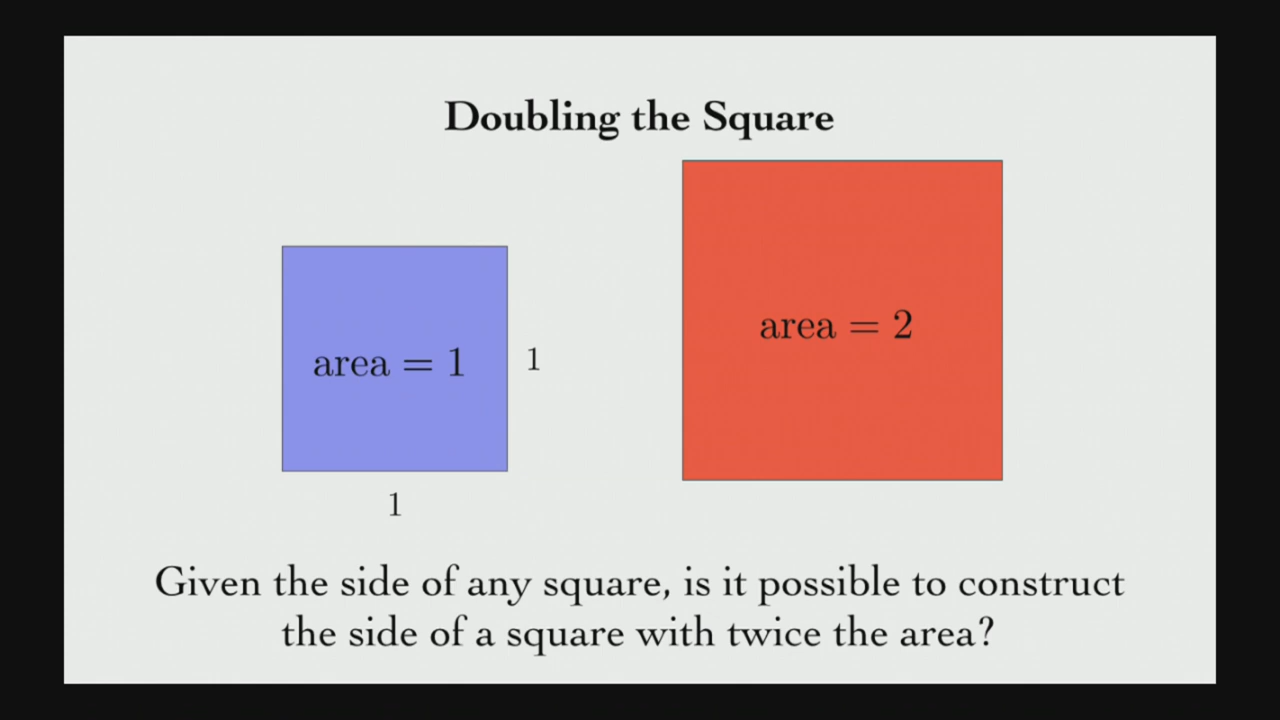 Doubling the Square
area = 1
1
1
area = 2
Given the side of any square, is it possible to construct
the side of a square with twice the area?